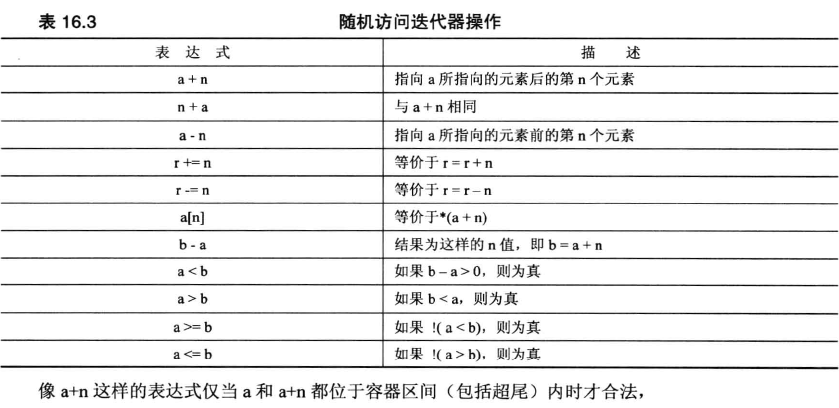 表 16.3 随机访问迭代器操作
表 达 式 描 述
a + n 指向 a 所指向的元素后的第 n 个元素
n + a 与 a + n 相同
a - n 指向 a 所指向的元素前的第 n 个元素
r += n 等价于 r = r + n
r -= n 等价于 r = r – n
a[n] 等价于*(a + n)
b - a 结果为这样的 n 值，即 b = a + n
a < b 如果 b – a > 0，则为真
a > b 如果 b < a，则为真
a >= b 如果 !( a < b)，则为真
a <= b 如果 !( a > b)，则为真
像 a+n 这样的表达式仅当 a 和 a+n 都位于容器区间（包括超尾）内时才合法，